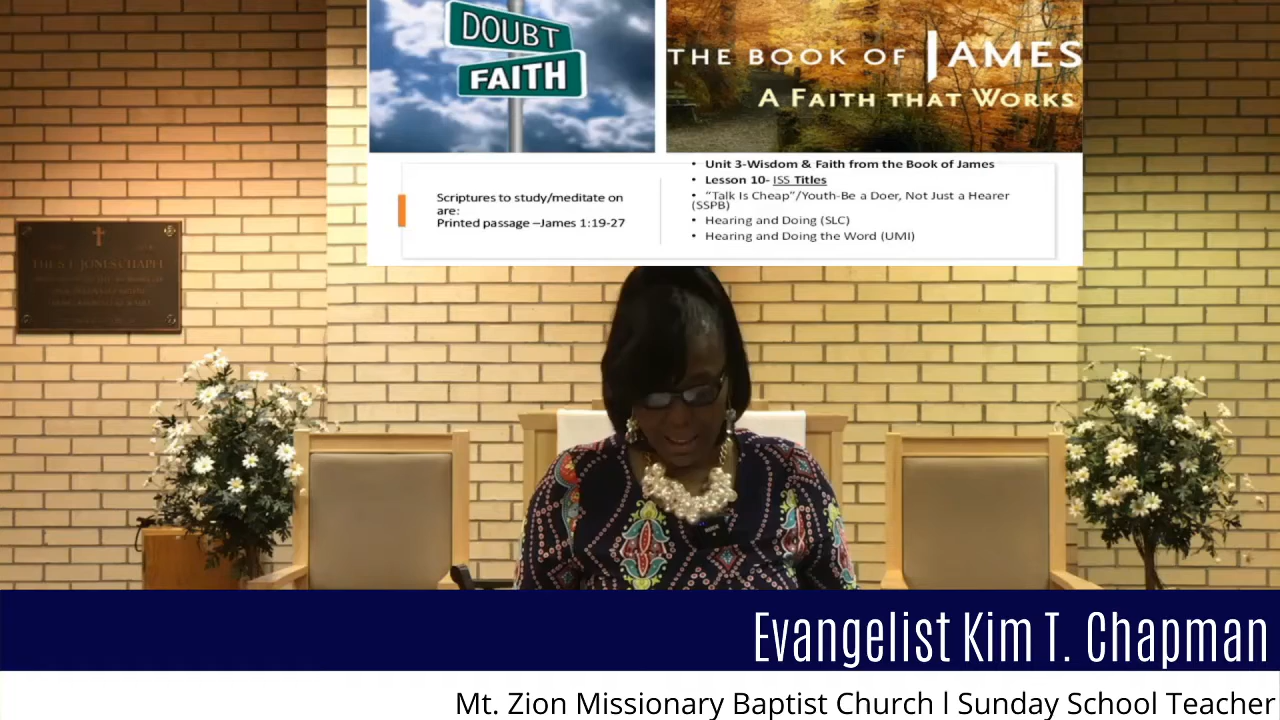 DOUBT
FAITH
THE BOOK OF JAMES
A FAITH THAT WORKS
Scriptures to study/meditate on
are:
Printed passage –James 1:19-27
• Unit 3-Wisdom & Faith from the Book of James
• Lesson 10- ISS Titles
• “Talk Is Cheap”/Youth-Be a Doer, Not Just a Hearer
(SSPB)
• Hearing and Doing (SLC)
• Hearing and Doing the Word (UMI)
Evangelist Kim T. Chapman
Mt. Zion Missionary Baptist Church l Sunday School Teacher